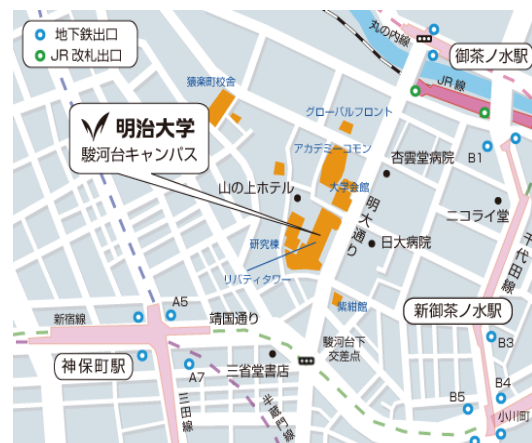 地下鉄出口
JR改札出口
丸の内線
御茶ノ水駅
JR線
猿楽町校舎
グローバルフロント
明治大学
駿河台キャンパス
アカデミーコモン
杏雲堂病院
B1
山の上ホテル
大学会館
明大通り
ニコライ堂
研究棟
日大病院
千代田線
リバティタワー
紫紺館
新御茶ノ水駅
A5
新宿線
靖国通り
駿河台下
交差点
B3
神保町駅
A7
三省堂書店
B4
三田線
半蔵門線
B5
小川町